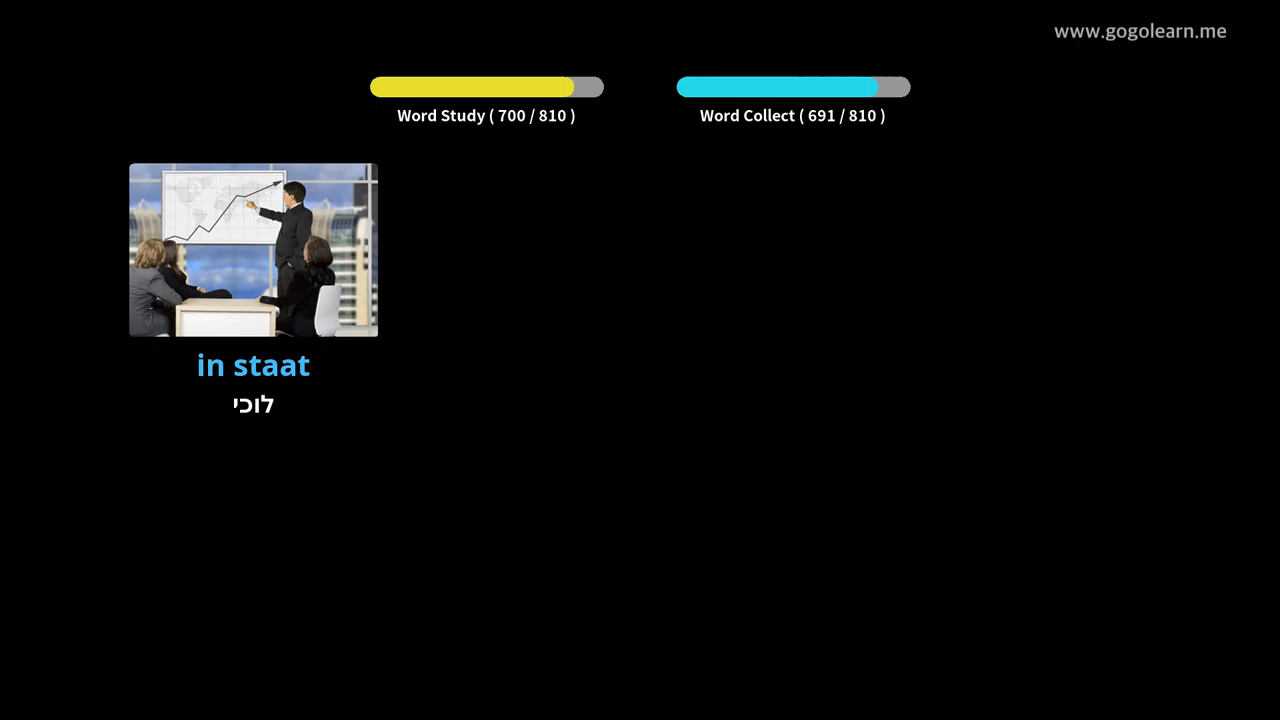 www.gogolearn.me
Word Study ( 700 / 810 )
Word Collect ( 691 / 810 )
in staat
לוכי